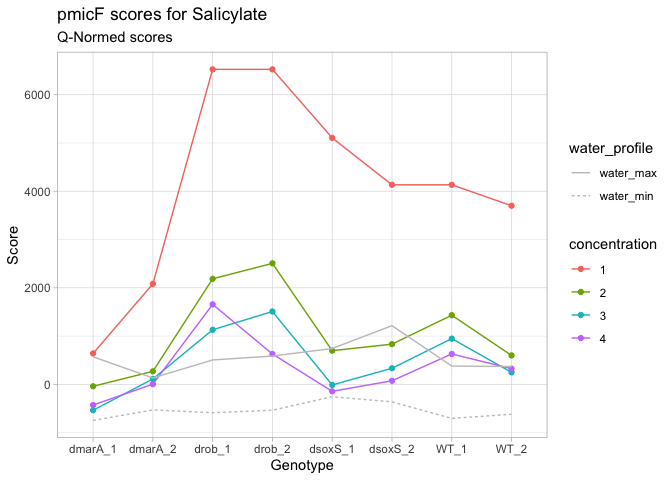 pmicF scores for Salicylate
Q-Normed scores
6000
4000
2000
0
Score
dmarA_1 dmarA_2 drob_1 drob_2 dsoxS_1 dsoxS_2 WT_1 WT_2
Genotype
water_profile
water_max
water_min
concentration
1
2
3
4